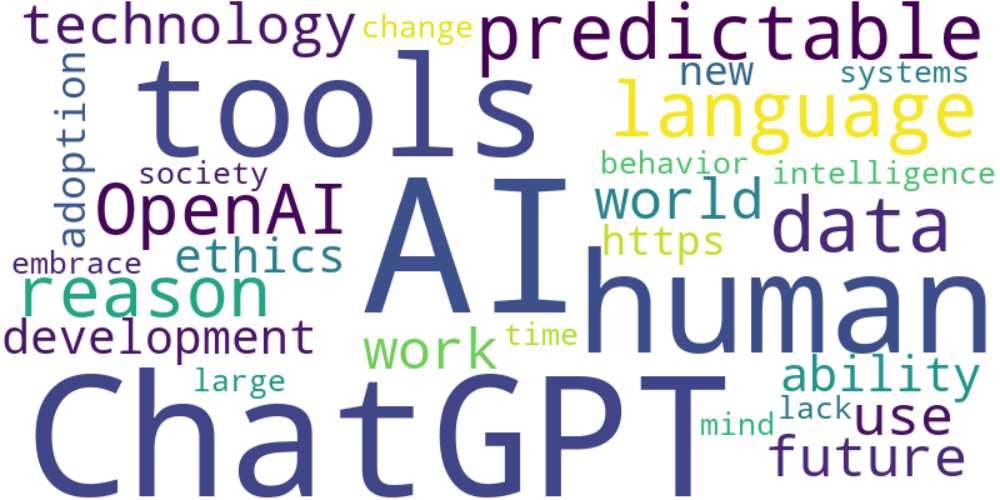 technology
change
predictable
tools
new
systems
adoption
language
society
behavior
intelligence
OpenAI
AI
world
data
ethics
https
embrace
reason
human
development
work
time
large
ability
ChatGPT
mind
lack
use
future